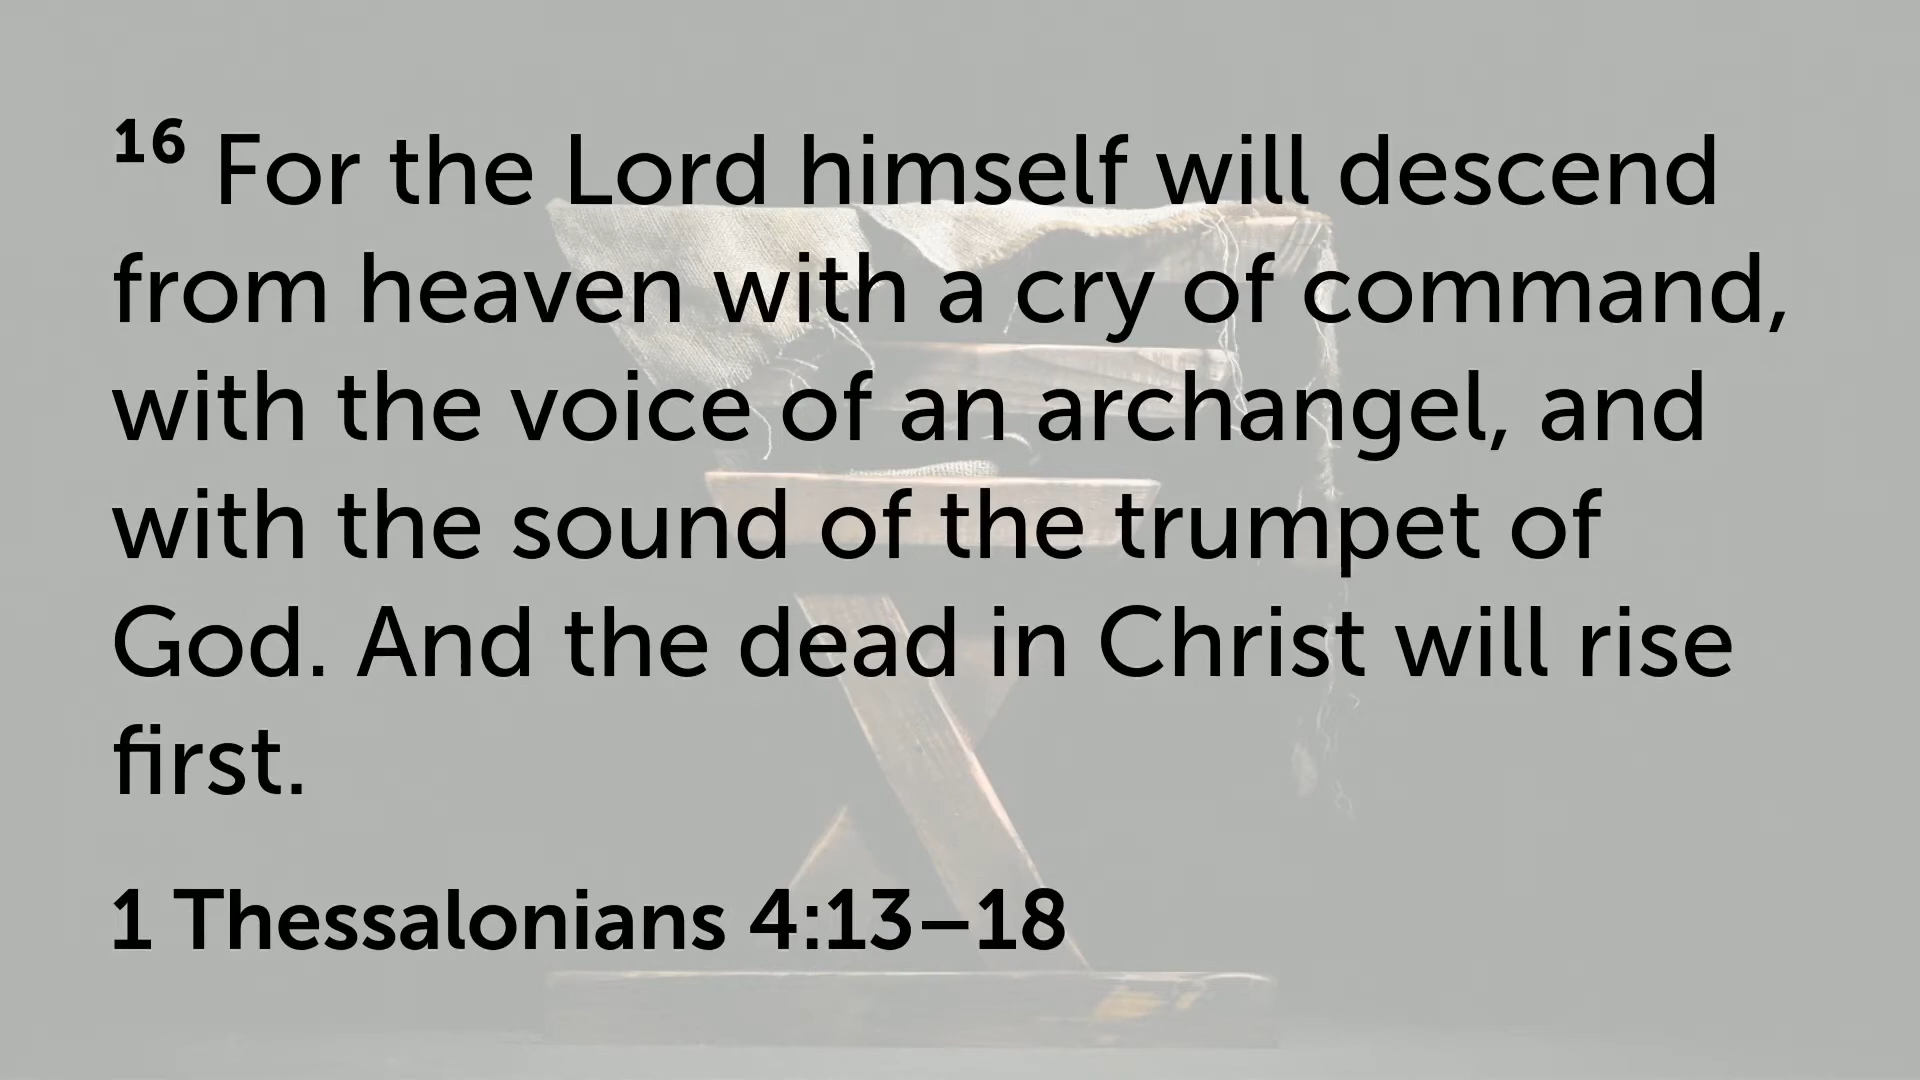 16 For the Lord himself will descend
from heaven with a cry of command,
with the voice of an archangel, and
with the sound of the trumpet of
God. And the dead in Christ will rise
first.
1 Thessalonians 4:13–18